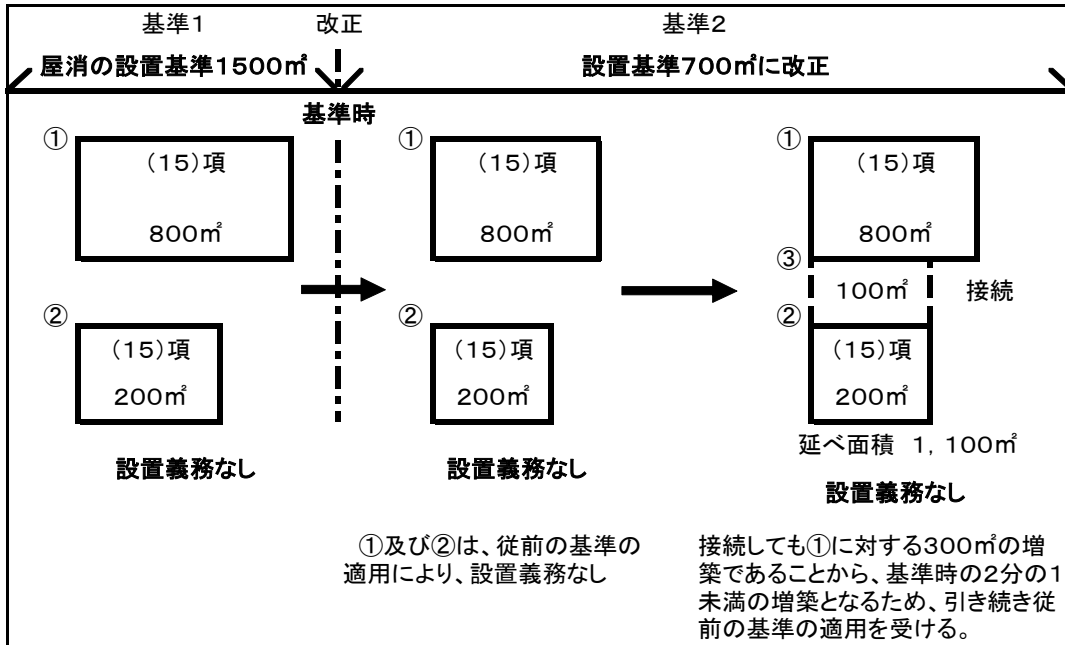 基準1
改正
基準2
屋消の設置基準1500㎡
設置基準700㎡に改正
基準時
①
(15)項
800㎡
②
(15)項
200㎡
設置義務なし
①
(15)項
800㎡
②
(15)項
200㎡
設置義務なし
①及び②は、従前の基準の
適用により、設置義務なし
①
(15)項
800㎡
③
100㎡
接続
②
(15)項
200㎡
延べ面積 1,100㎡
設置義務なし
接続しても①に対する300㎡の増
築であることから、基準時の2分の1
未満の増築となるため、引き続き従
前の基準の適用を受ける。